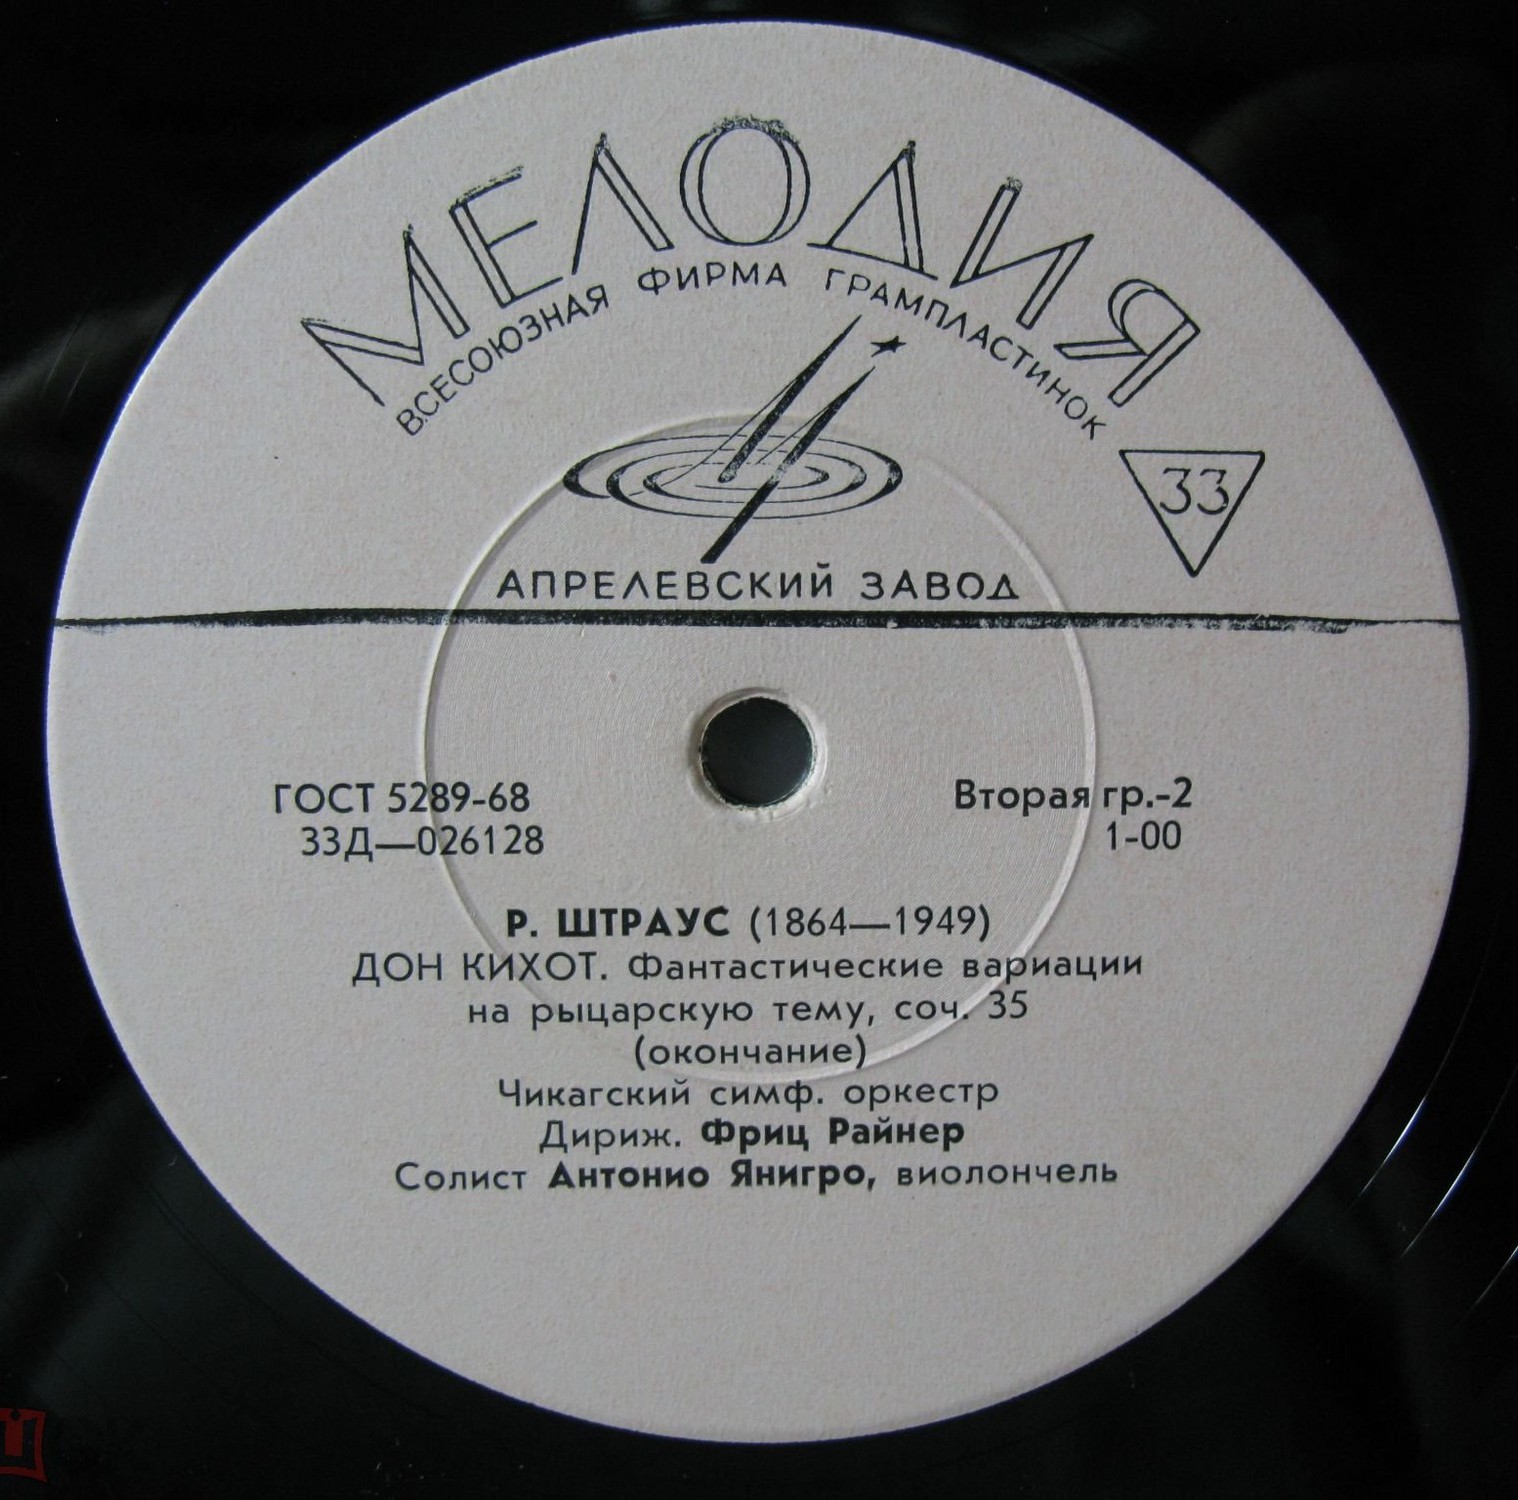 МЕЛОДИЯ
ВСЕСОЮЗНАЯ ФИРМА ГРАМПЛАСТИНОК
33
АПРЕЛЕВСКИЙ ЗАВОД
ГОСТ 5289-68
Вторая гр.-2
33Д—026128
1-00
Р. ШТРАУС (1864—1949)
ДОН КИХОТ. Фантастические вариации
на рыцарскую тему, соч. 35
(окончание)
Чикагский симф. оркестр
Дириж. Фриц Райнер
Солист Антонио Янигро, виолончель